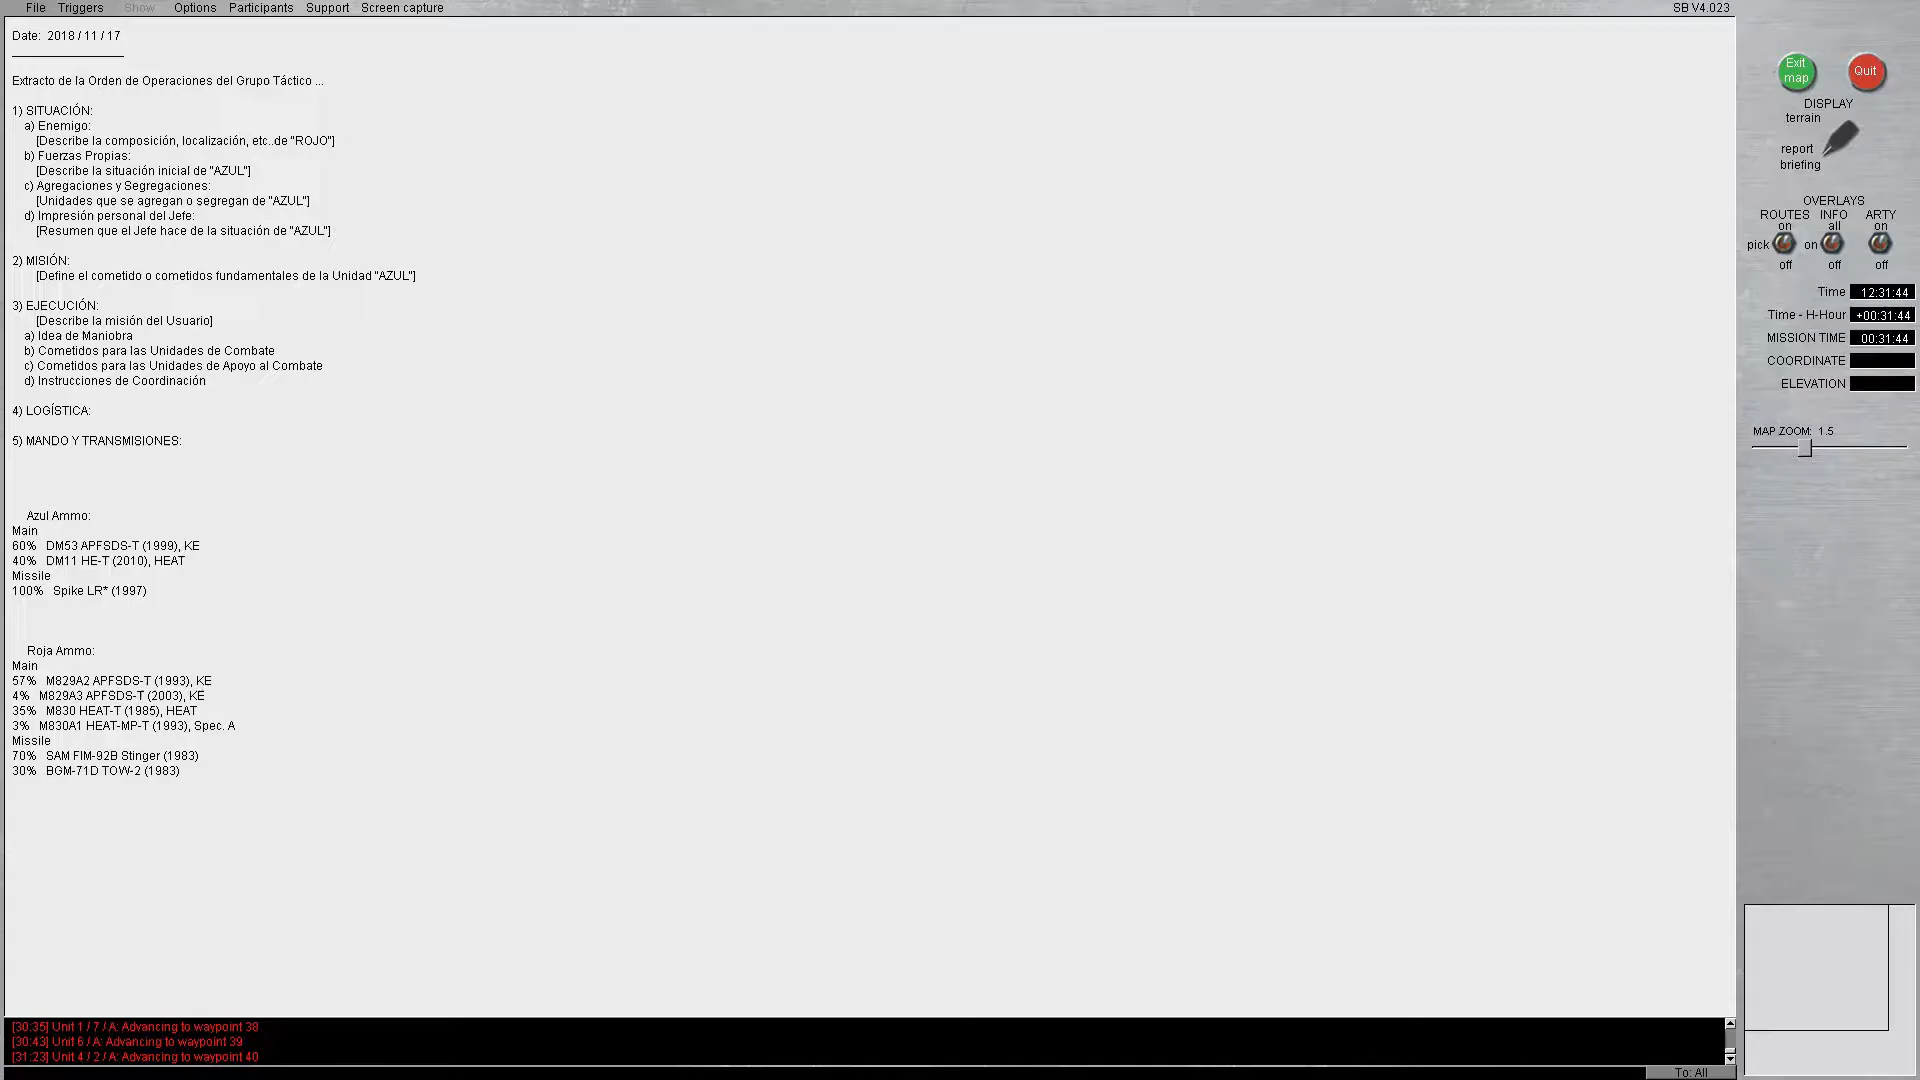 File Triggers Show Options Participants Support Screen capture SB V4.023
Date: 2018 / 11 / 17
Extracto de la Orden de Operaciones del Grupo Táctico ...
1) SITUACIÓN:
a) Enemigo:
[Describe la composición, localización, etc..de "ROJO"]
b) Fuerzas Propias:
[Describe la situación inicial de "AZUL"]
c) Agregaciones y Segregaciones:
[Unidades que se agregan o segregan de "AZUL"]
d) Impresión personal del Jefe:
[Resumen que el Jefe hace de la situación de "AZUL"]
2) MISIÓN:
[Define el cometido o cometidos fundamentales de la Unidad "AZUL"]
3) EJECUCIÓN:
[Describe la misión del Usuario]
a) Idea de Maniobra
b) Cometidos para las Unidades de Combate
c) Cometidos para las Unidades de Apoyo al Combate
d) Instrucciones de Coordinación
4) LOGÍSTICA:
5) MANDO Y TRANSMISIONES:
Azul Ammo:
Main
60% DM53 APFSDS-T (1999), KE
40% DM11 HE-T (2010), HEAT
Missile
100% Spike LR* (1997)
Roja Ammo:
Main
57% M829A2 APFSDS-T (1993), KE
4% M829A3 APFSDS-T (2003), KE
35% M830 HEAT-T (1985), HEAT
3% M830A1 HEAT-MP-T (1993), Spec. A
Missile
70% SAM FIM-92B Stinger (1983)
30% BGM-71D TOW-2 (1983)
[30:35] Unit 1 / 7 / A: Advancing to waypoint 38
[30:43] Unit 6 / A: Advancing to waypoint 39
[31:23] Unit 4 / 2 / A: Advancing to waypoint 40
To: All
Exit map
Quit
DISPLAY
terrain
report
briefing
OVERLAYS
ROUTES INFO ARTY
on all on
pick on
off off off
Time 12:31:44
Time - H-Hour +00:31:44
MISSION TIME 00:31:44
COORDINATE
ELEVATION
MAP ZOOM: 1.5